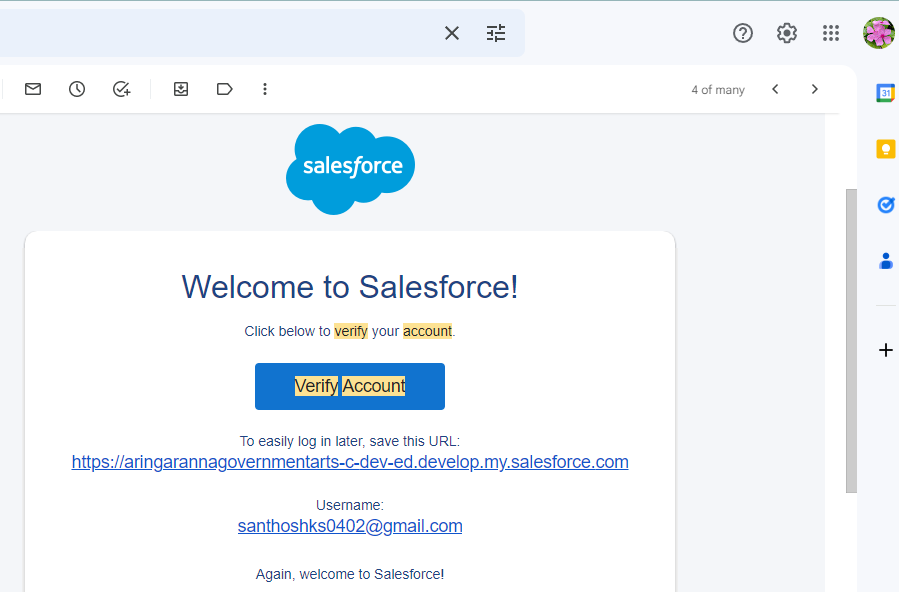 4 of many
31
salesforce
Welcome to Salesforce!
Click below to verify your account.
Verify Account
To easily log in later, save this URL:
https://aringarannagovernmentarts-c-dev-ed.develop.my.salesforce.com
Username:
santhoshks0402@gmail.com
Again, welcome to Salesforce!